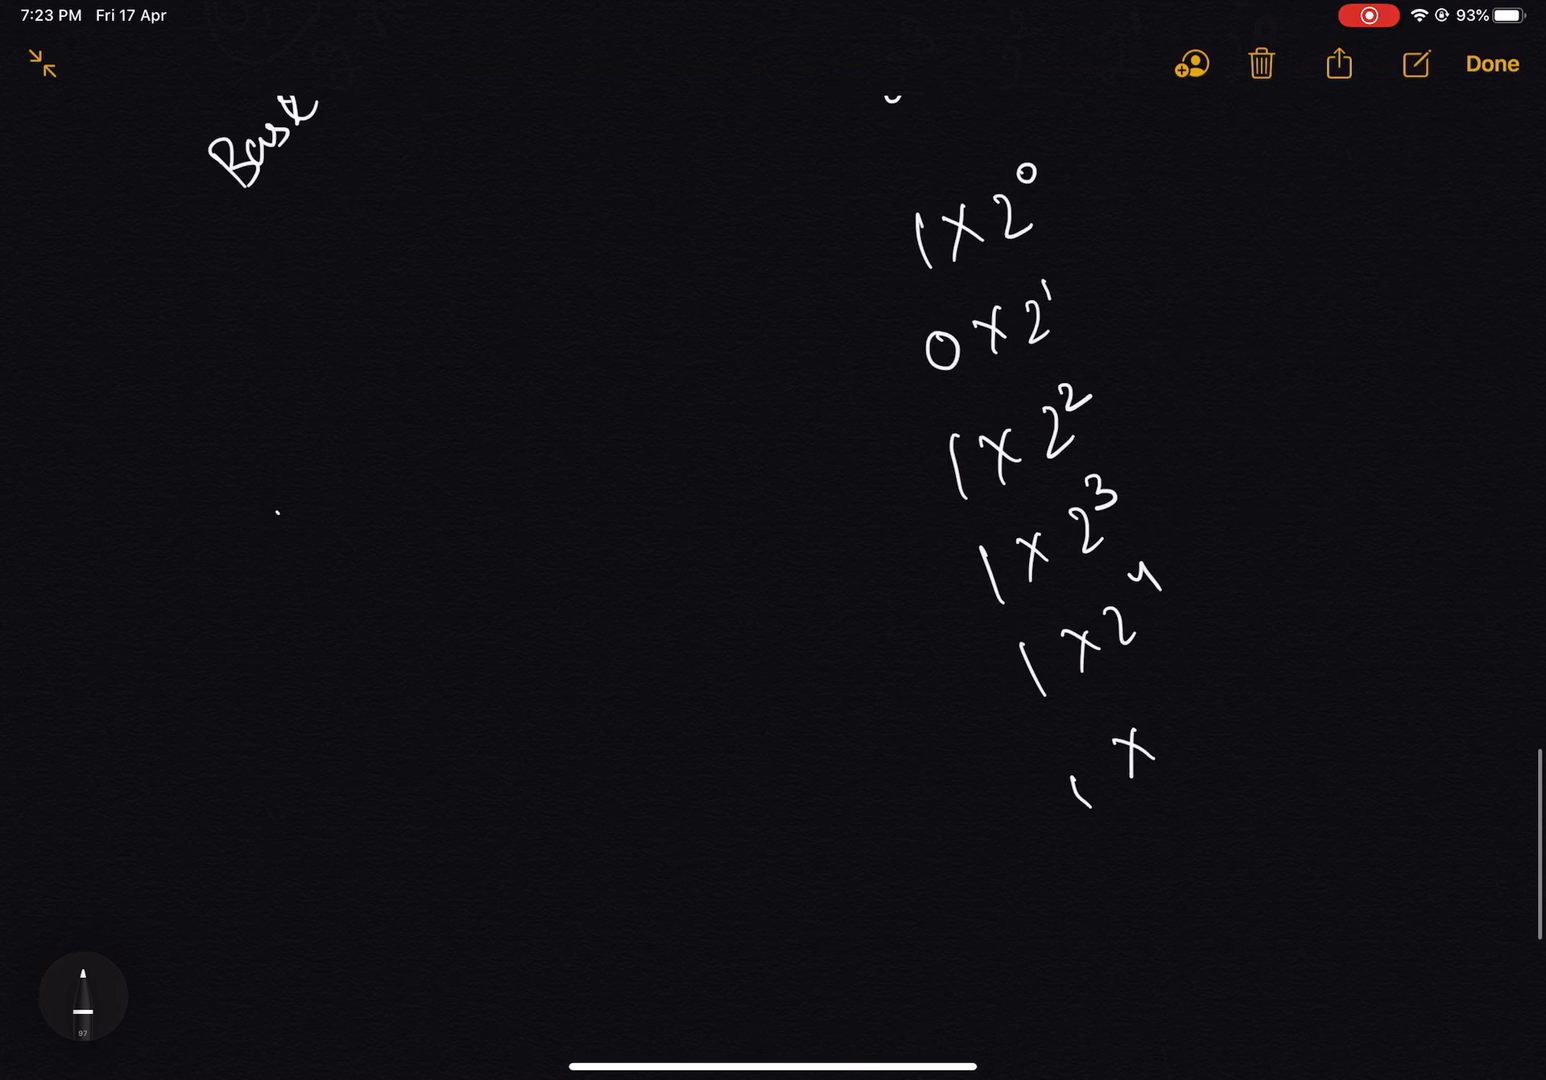 7:23 PM Fri 17 Apr
93%
Done
Base
1 x 2⁰
0 x 2¹
1 x 2²
1 x 2³
1 x 2⁴
1 x
97